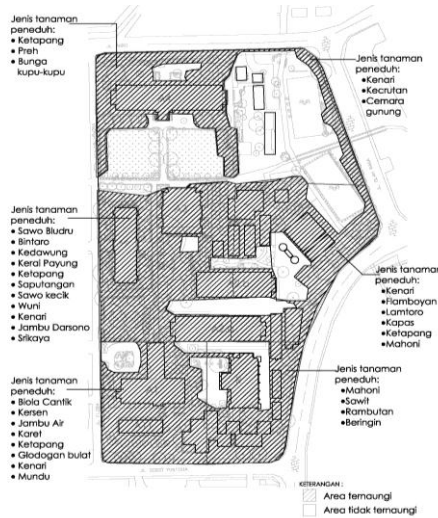 Jenis tanaman
peneduh:
• Ketapang
• Preh
• Bunga
kupu-kupu
Jenis tanaman
peneduh:
• Kenari
• Kecrutan
• Cemara
gunung
Jenis tanaman
peneduh:
• Sawo Bludru
• Bintaro
• Kedawung
• Kerai Payung
• Ketapang
• Saputangan
• Sawo kecik
• Wuni
• Kenari
• Jambu Darsono
• Srikaya
Jenis tanaman
peneduh:
•Kenari
•Flamboyan
•Lamtoro
•Kapas
•Ketapang
•Mahoni
Jenis tanaman
peneduh:
• Biola Cantik
• Kersen
• Jambu Air
• Karet
• Ketapang
• Glodogan bulat
• Kenari
• Mundu
Jenis tanaman
peneduh:
•Mahoni
•Sawit
•Rambutan
•Beringin
KETERANGAN :
Area ternaungi
Area tidak ternaungi